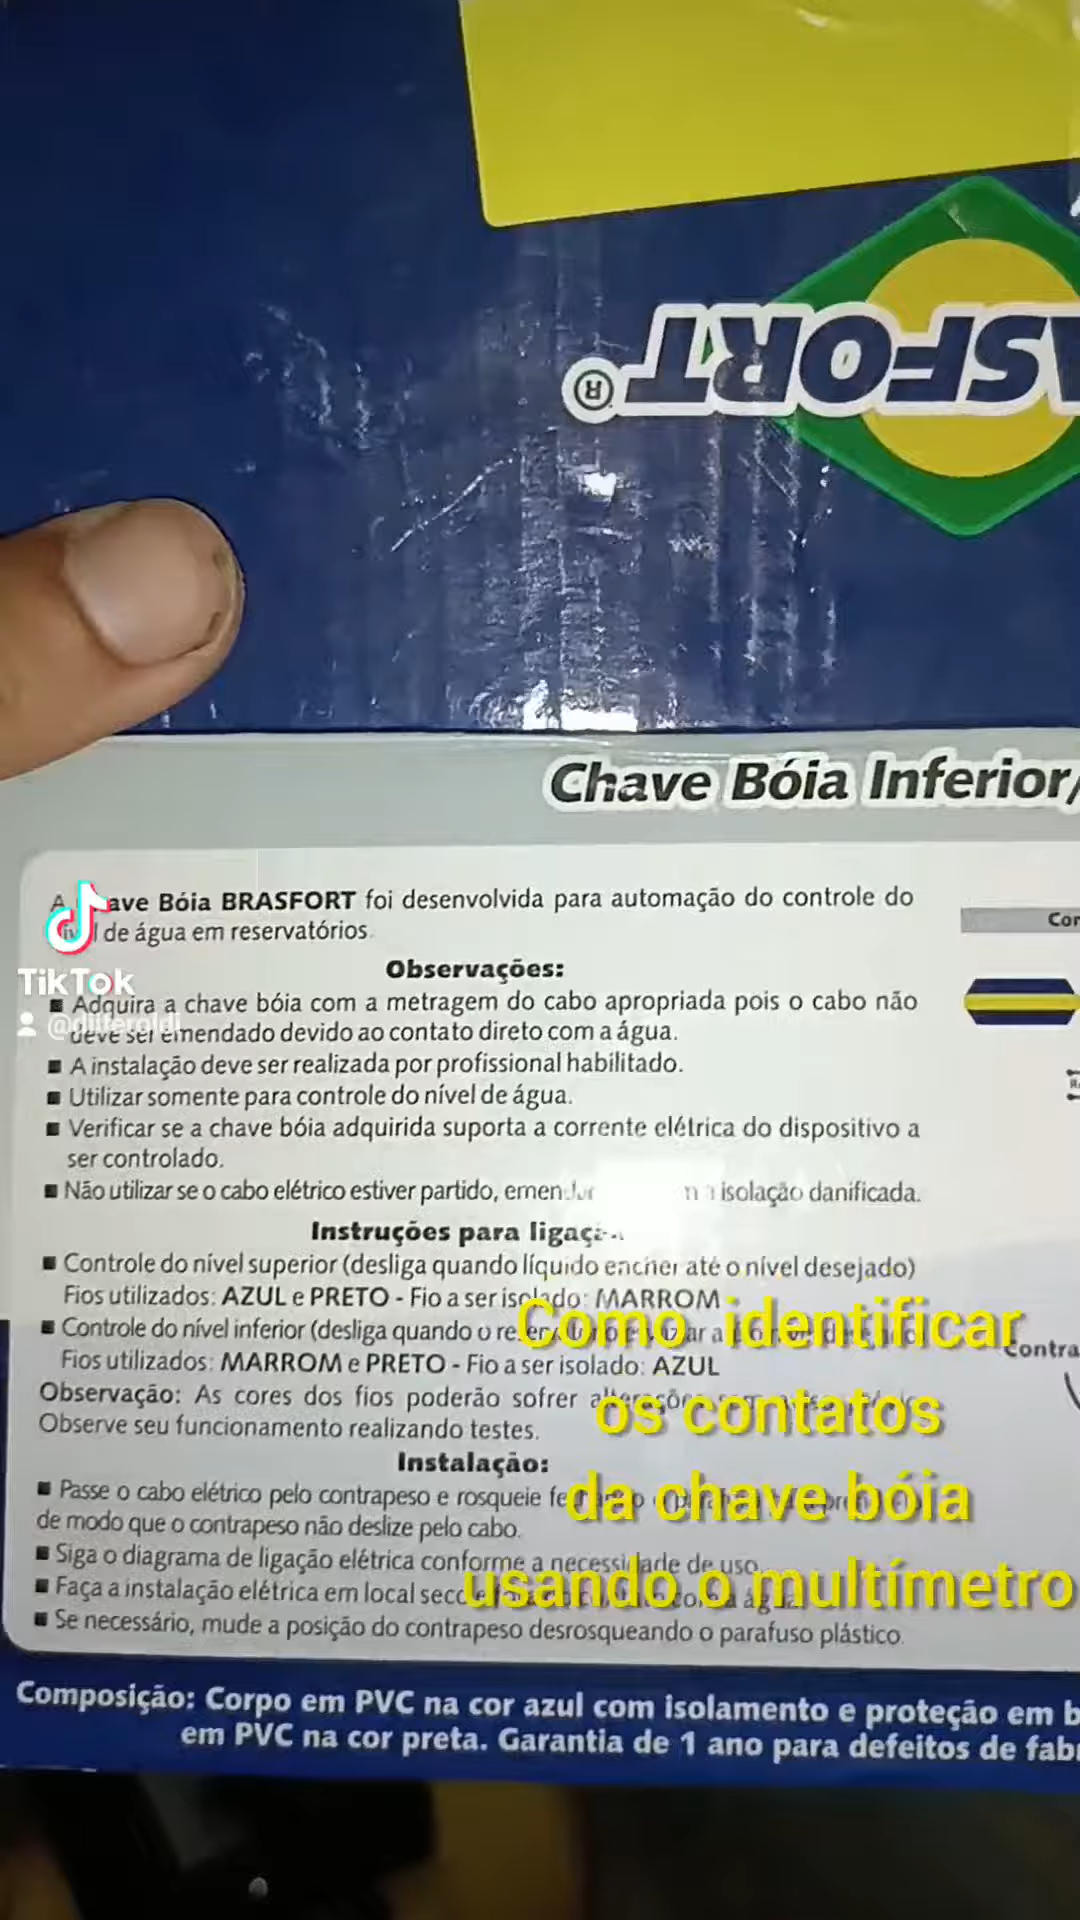 ASFORT
®
Chave Bóia Inferior/
ave Bóia BRASFORT foi desenvolvida para automação do controle do
de água em reservatórios.
Observações:
■ Adquira a chave bóia com a metragem do cabo apropriada pois o cabo não
deve ser emendado devido ao contato direto com a água.
■ A instalação deve ser realizada por profissional habilitado.
■ Utilizar somente para controle do nível de água.
■ Verificar se a chave bóia adquirida suporta a corrente elétrica do dispositivo a
ser controlado.
■ Não utilizar se o cabo elétrico estiver partido, isolação danificada.
Instruções para
■ Controle do nível superior (desliga quando líquido encher até o nível desejado)
Fios utilizados: AZUL e PRETO - Fio a ser isolado: MARROM
■ Controle do nível inferior (desliga quando o
Fios utilizados: MARROM e PRETO - Fio a ser isolado: AZUL
Observação: As cores dos fios poderão sofrer
Observe seu funcionamento realizando testes.
Instalação:
■ Passe o cabo elétrico pelo contrapeso e rosqueie
de modo que o contrapeso não deslize pelo cabo.
■ Siga o diagrama de ligação elétrica conforme a necessidade de uso.
■ Faça a instalação elétrica em local seco
■ Se necessário, mude a posição do contrapeso desrosqueando o parafuso plástico.
Composição: Corpo em PVC na cor azul com isolamento e proteção em b
em PVC na cor preta. Garantia de 1 ano para defeitos de fab
Con
Contra
TikTok
Como identificar
os contatos
da chave bóia
usando o multímetro